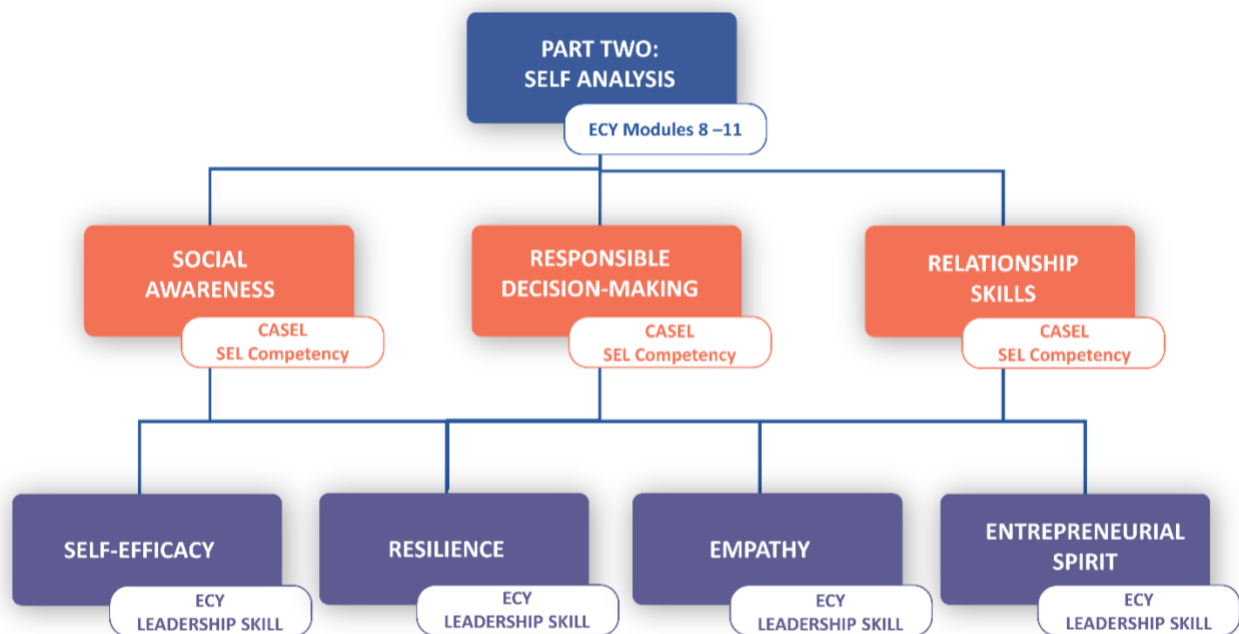 PART TWO:
SELF ANALYSIS
ECY Modules 8 –11
SOCIAL
AWARENESS
CASEL
SEL Competency
RESPONSIBLE
DECISION-MAKING
CASEL
SEL Competency
RELATIONSHIP
SKILLS
CASEL
SEL Competency
SELF-EFFICACY
ECY
LEADERSHIP SKILL
RESILIENCE
ECY
LEADERSHIP SKILL
EMPATHY
ECY
LEADERSHIP SKILL
ENTREPRENEURIAL
SPIRIT
ECY
LEADERSHIP SKILL